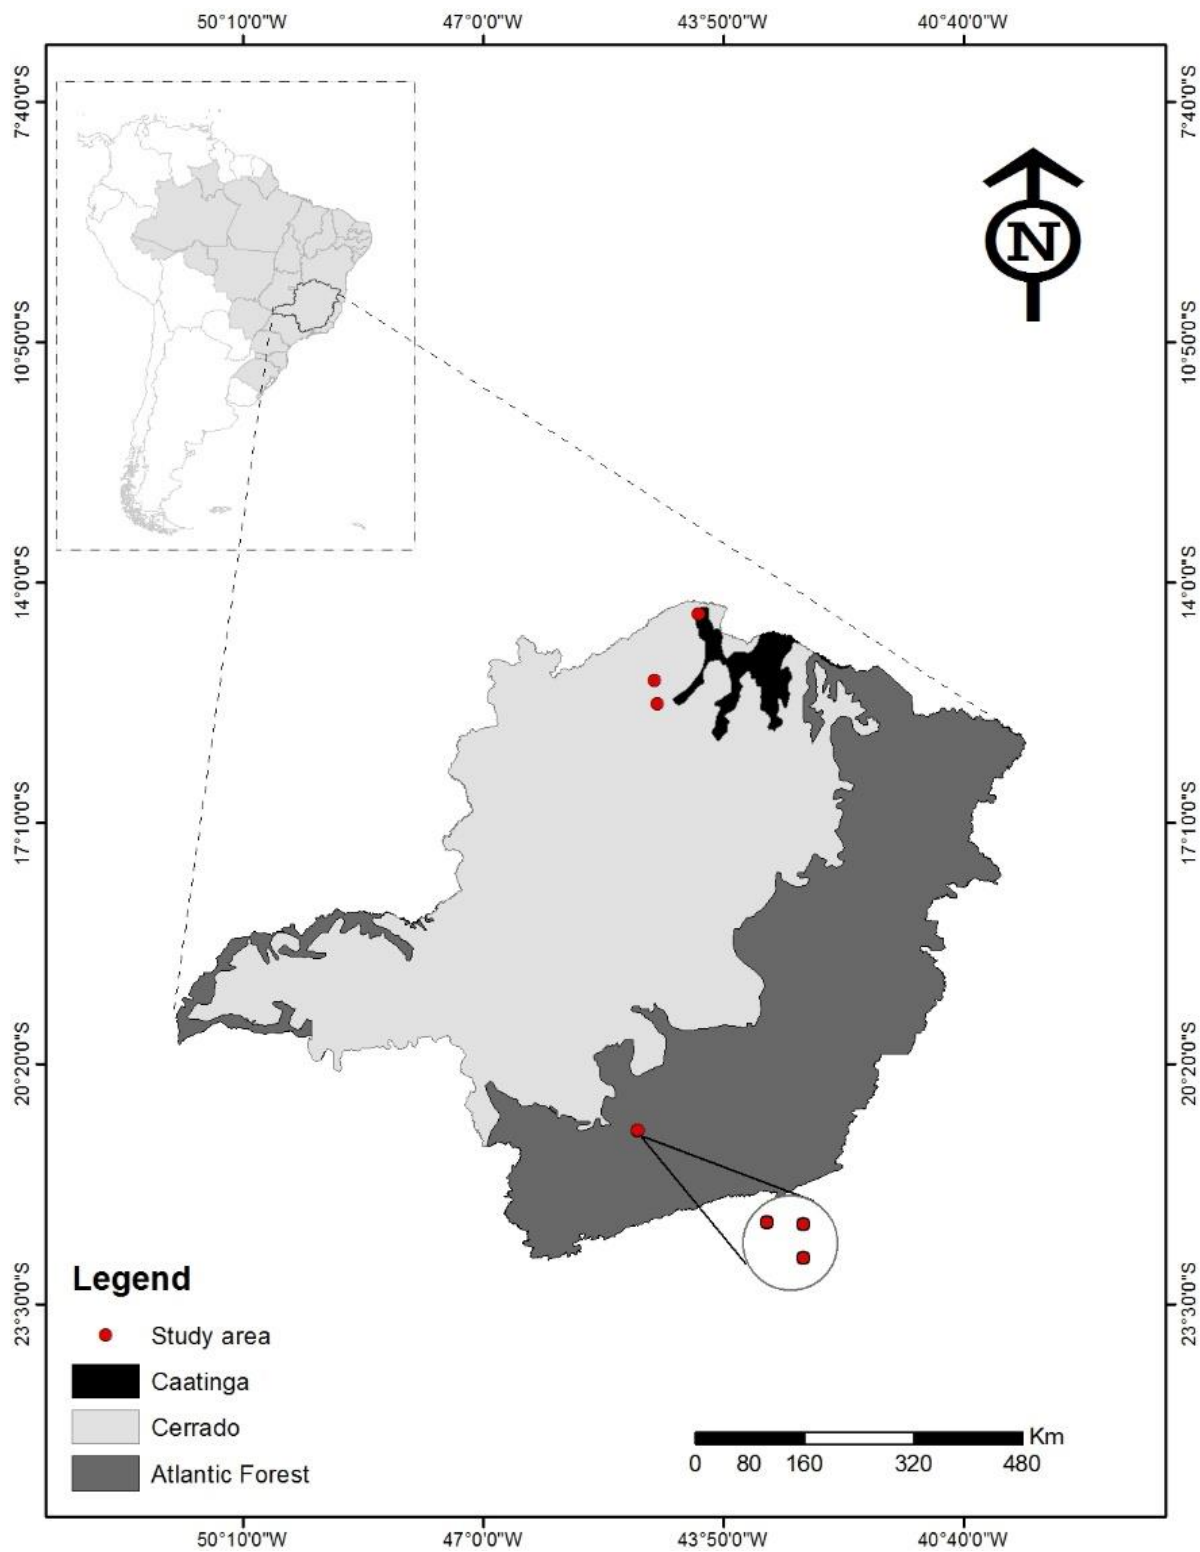 50°10'0"W 47°0'0"W 43°50'0"W 40°40'0"W
7°40'0"S 7°40'0"S
N
10°50'0"S 10°50'0"S
14°0'0"S 14°0'0"S
17°10'0"S 17°10'0"S
20°20'0"S 20°20'0"S
23°30'0"S 23°30'0"S
Legend
Study area
Caatinga
Cerrado
Atlantic Forest
Km
0 80 160 320 480
50°10'0"W 47°0'0"W 43°50'0"W 40°40'0"W